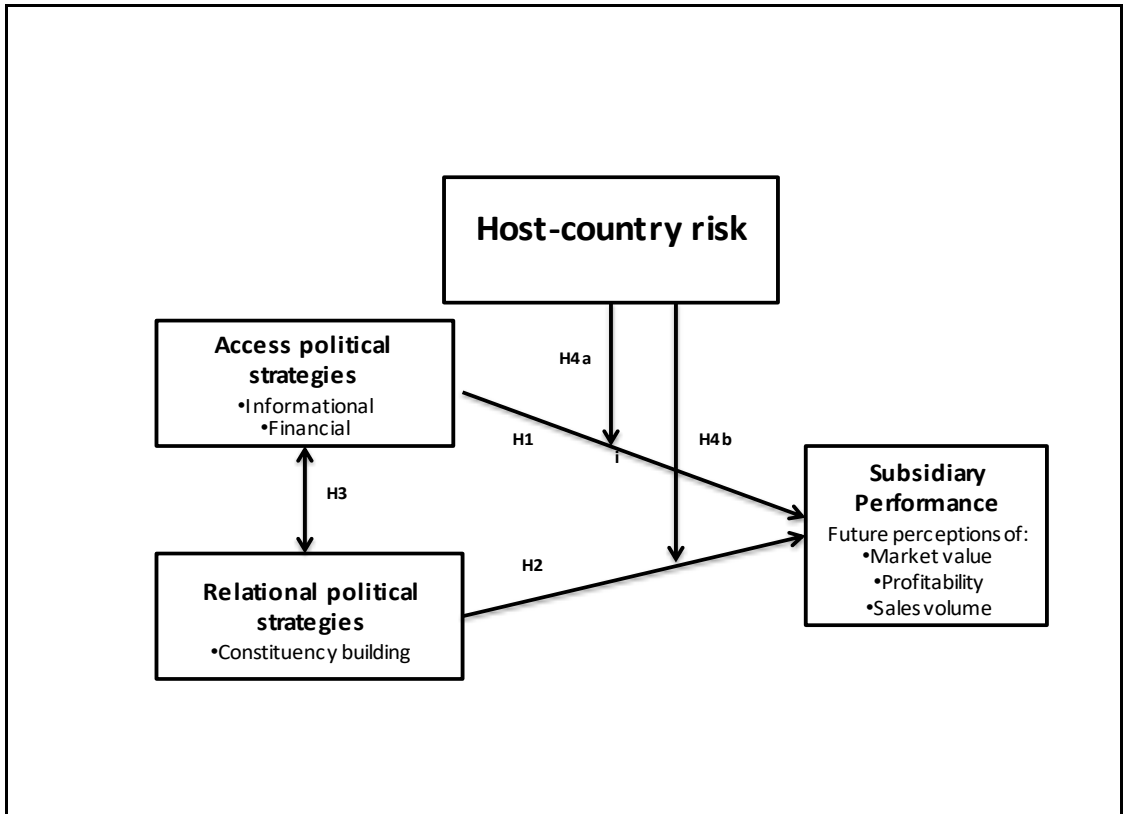 Host-country risk
Access political
strategies
•Informational
•Financial
H4a
H1
i
H4b
H3
Subsidiary
Performance
Future perceptions of:
•Market value
•Profitability
•Sales volume
H2
Relational political
strategies
•Constituency building